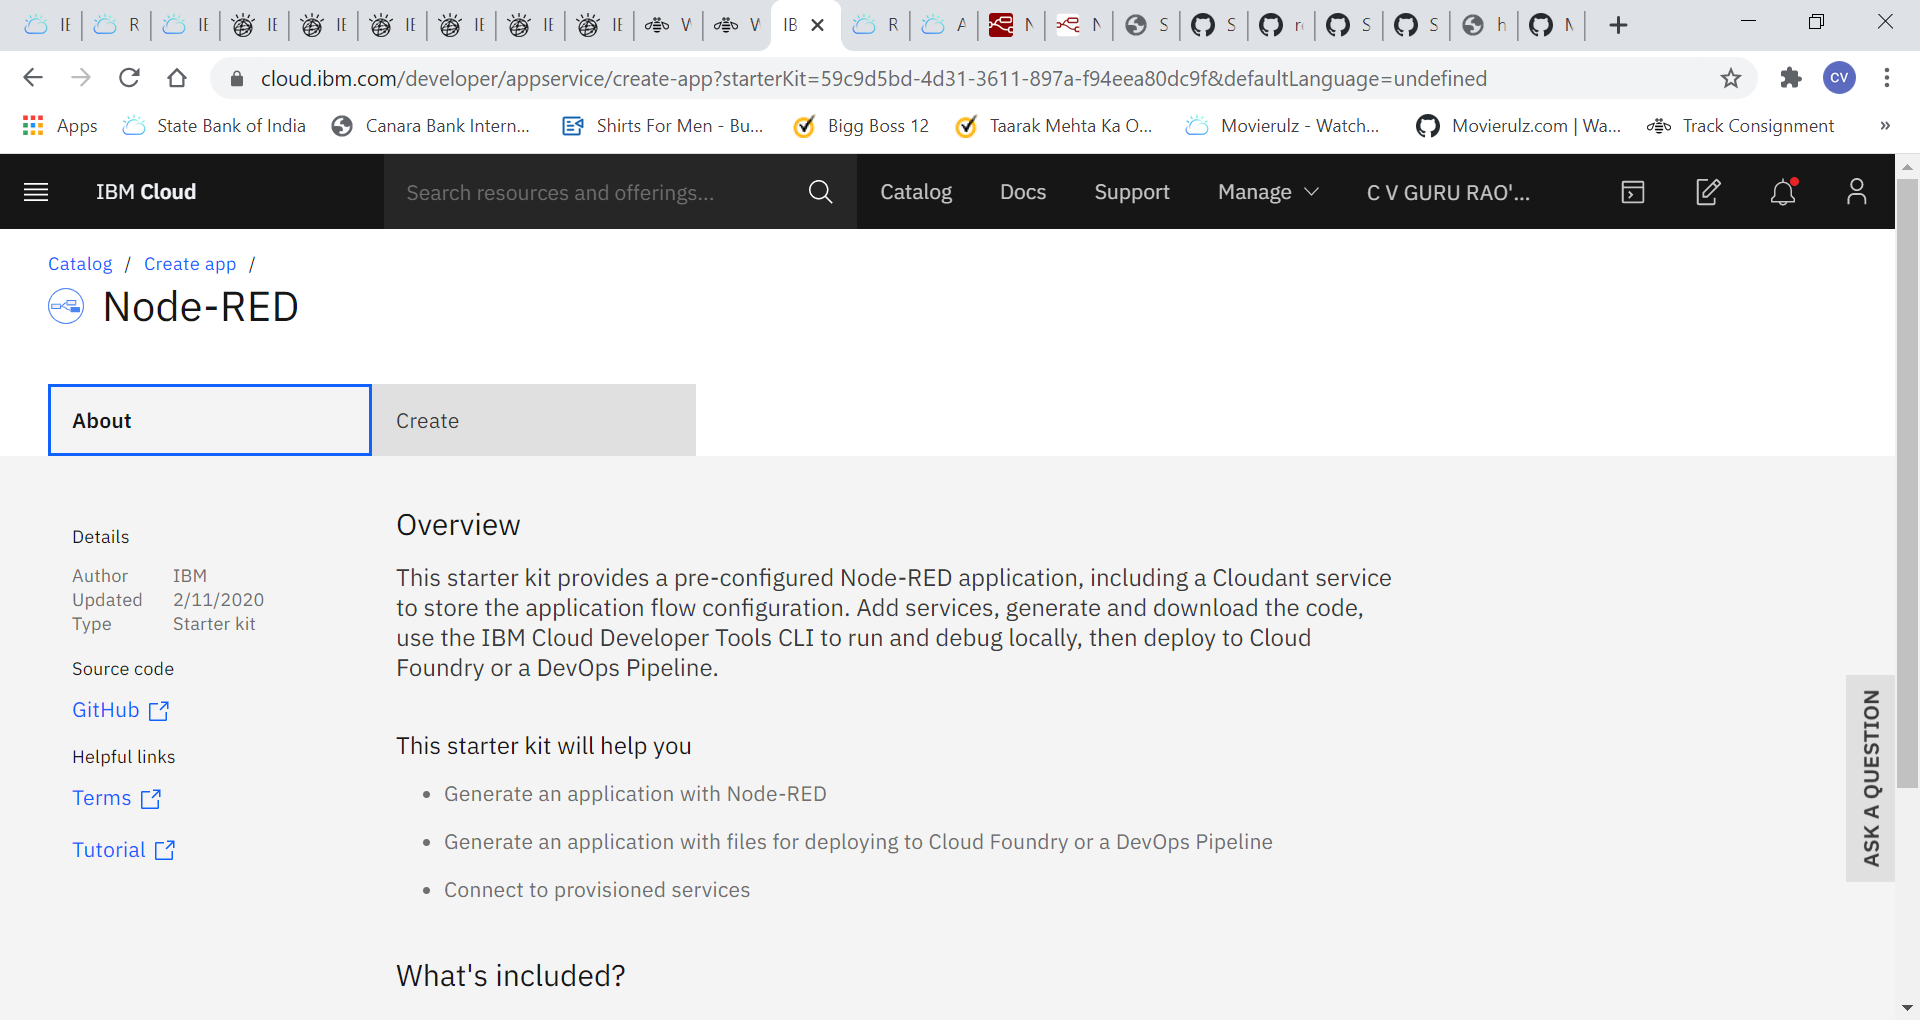 IE R IE IE IE IE IE IE IE V V IB R A N N S S r S S h N
cloud.ibm.com/developer/appservice/create-app?starterKit=59c9d5bd-4d31-3611-897a-f94eea80dc9f&defaultLanguage=undefined
CV
Apps State Bank of India Canara Bank Intern... Shirts For Men - Bu... Bigg Boss 12 Taarak Mehta Ka O... Movierulz - Watch... Movierulz.com | Wa... Track Consignment »
IBM Cloud Search resources and offerings... Catalog Docs Support Manage C V GURU RAO'...
Catalog / Create app /
Node-RED
About Create
Details
Author IBM
Updated 2/11/2020
Type Starter kit
Source code
GitHub
Helpful links
Terms
Tutorial
Overview
This starter kit provides a pre-configured Node-RED application, including a Cloudant service
to store the application flow configuration. Add services, generate and download the code,
use the IBM Cloud Developer Tools CLI to run and debug locally, then deploy to Cloud
Foundry or a DevOps Pipeline.
This starter kit will help you
• Generate an application with Node-RED
• Generate an application with files for deploying to Cloud Foundry or a DevOps Pipeline
• Connect to provisioned services
What's included?
ASK A QUESTION